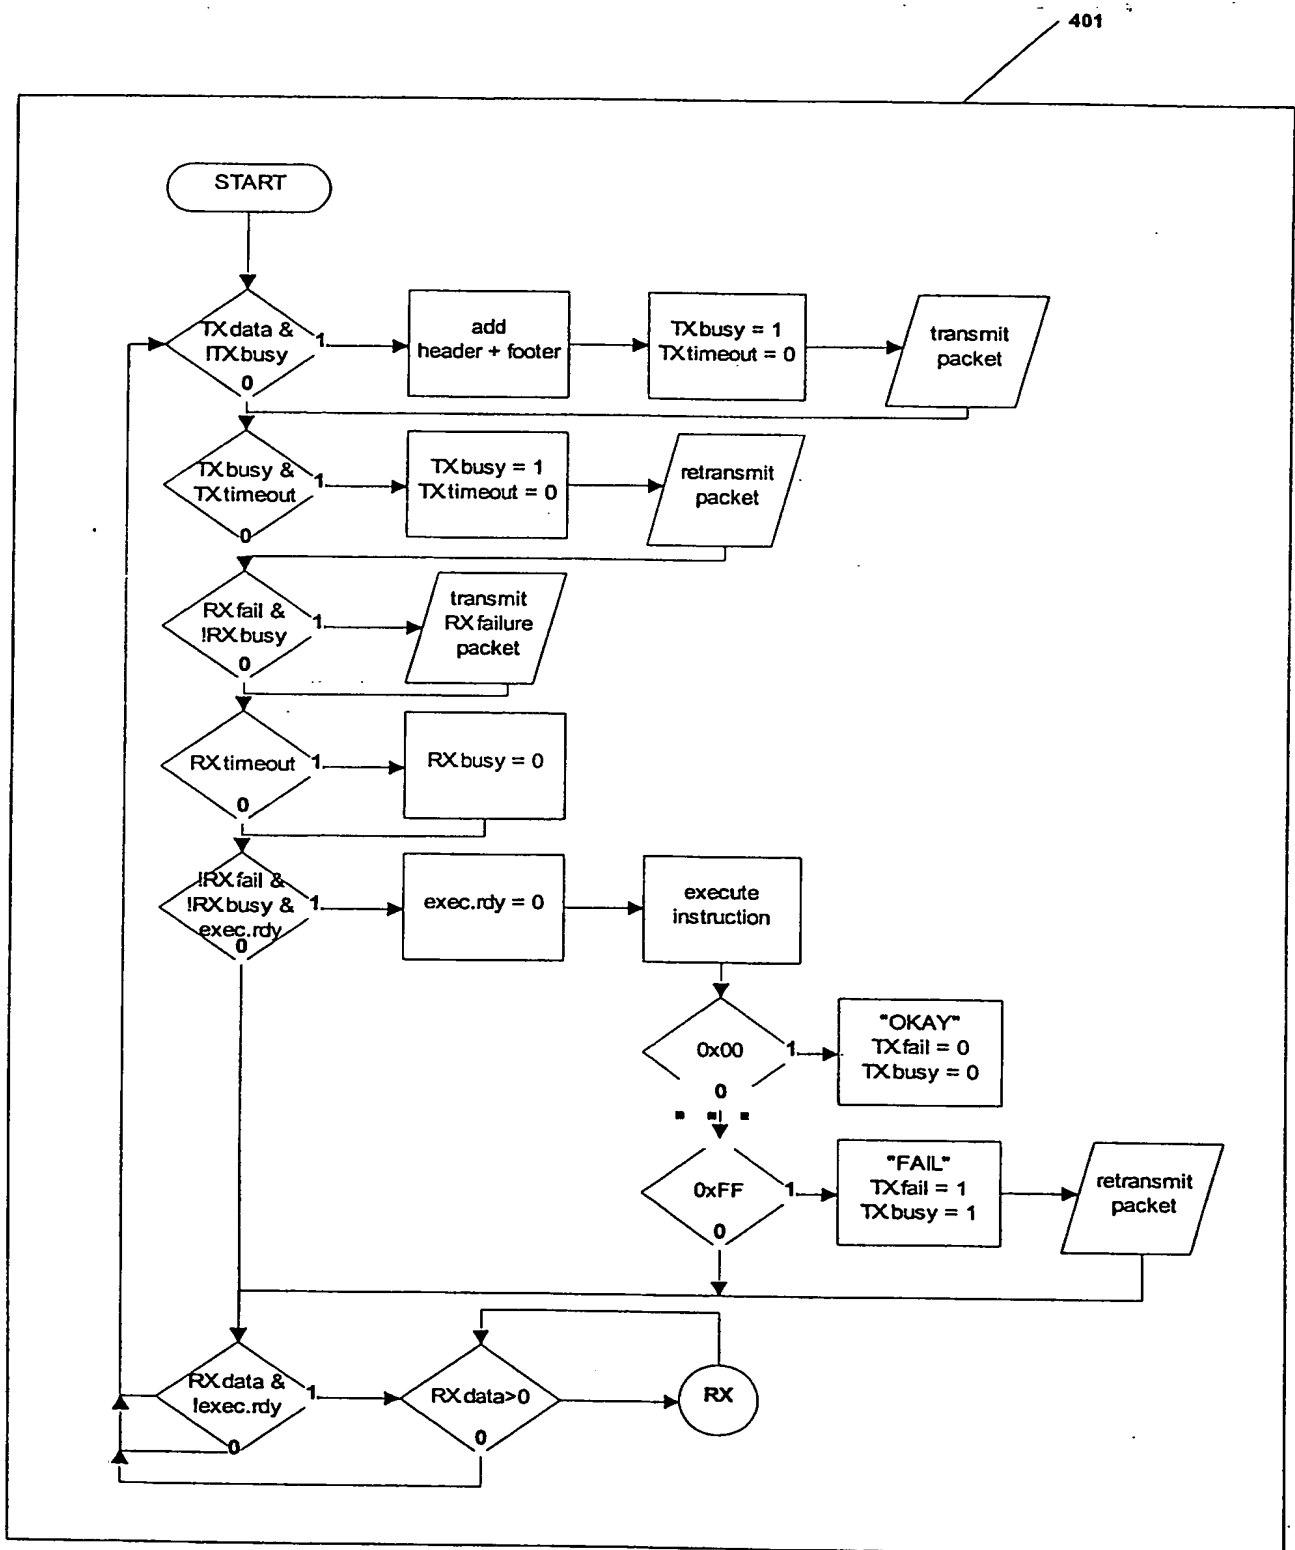 401
START
TX.data &
!TX.busy
1
0
add
header + footer
TX.busy = 1
TX.timeout = 0
transmit
packet
TX.busy &
TX.timeout
1
0
TX.busy = 1
TX.timeout = 0
retransmit
packet
RX.fail &
!RX.busy
1
0
transmit
RX.failure
packet
RX.timeout
1
0
RX.busy = 0
!RX.fail &
!RX.busy &
exec.rdy
1
0
exec.rdy = 0
execute
instruction
0x00
1
0
"OKAY"
TX.fail = 0
TX.busy = 0
0xFF
1
0
"FAIL"
TX.fail = 1
TX.busy = 1
retransmit
packet
RX.data &
!exec.rdy
1
0
RX.data>0
0
RX